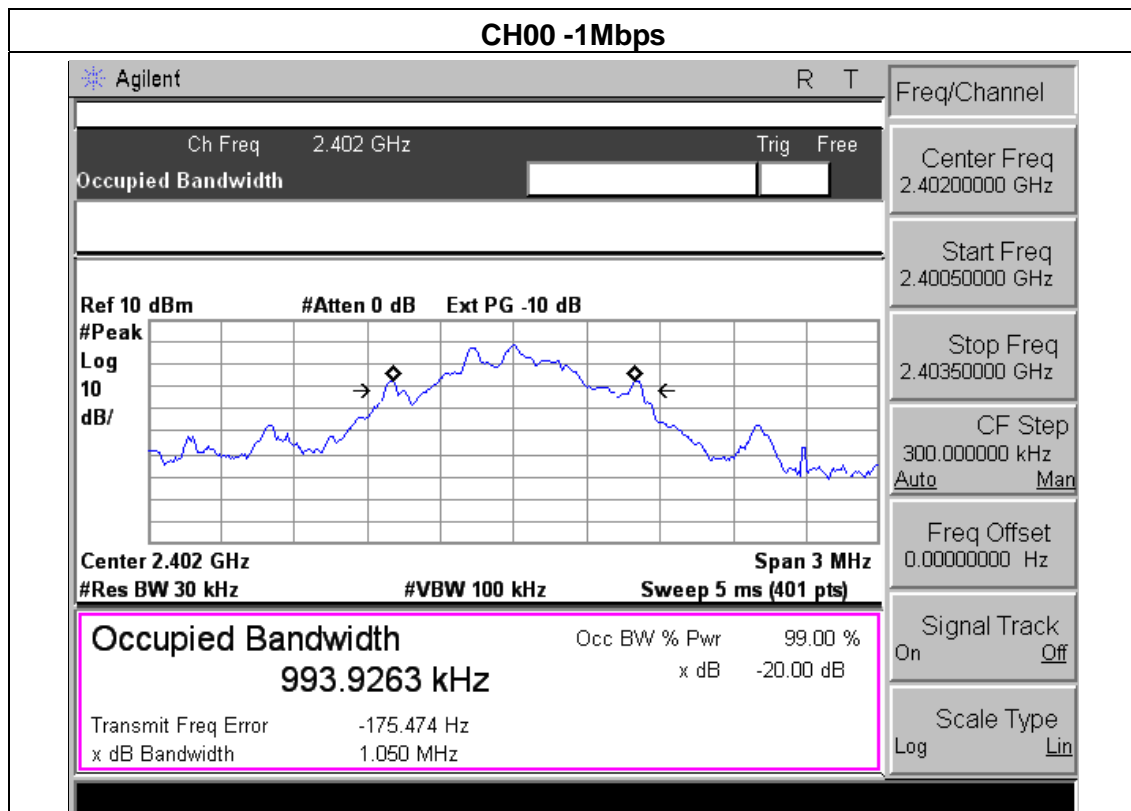 CH00 -1Mbps
Agilent R T
Freq/Channel
Ch Freq 2.402 GHz Trig Free
Occupied Bandwidth
Center Freq
2.40200000 GHz
Start Freq
2.40050000 GHz
Stop Freq
2.40350000 GHz
CF Step
300.000000 kHz
Auto Man
Freq Offset
0.00000000 Hz
Signal Track
On Off
Scale Type
Log Lin
Ref 10 dBm #Atten 0 dB Ext PG -10 dB
#Peak
Log
10
dB/
Center 2.402 GHz Span 3 MHz
#Res BW 30 kHz #VBW 100 kHz Sweep 5 ms (401 pts)
Occupied Bandwidth Occ BW % Pwr 99.00 %
993.9263 kHz x dB -20.00 dB
Transmit Freq Error -175.474 Hz
x dB Bandwidth 1.050 MHz